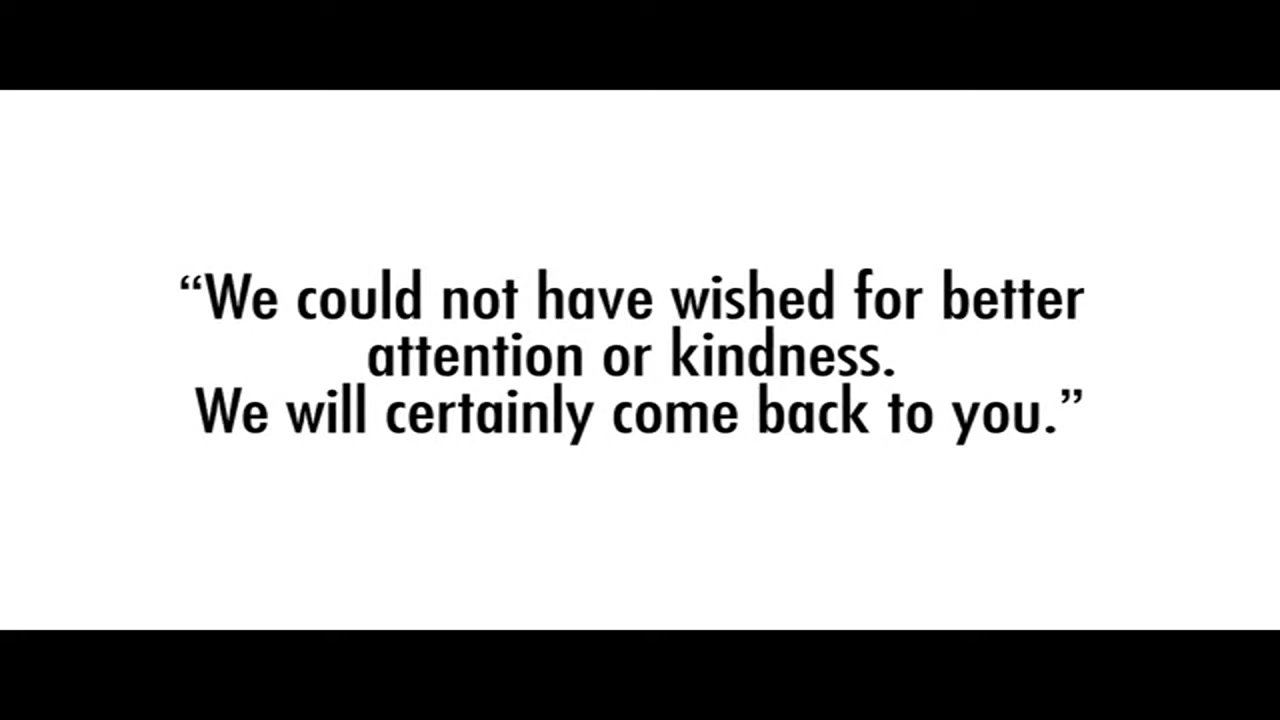 “We could not have wished for better
attention or kindness.
We will certainly come back to you.”